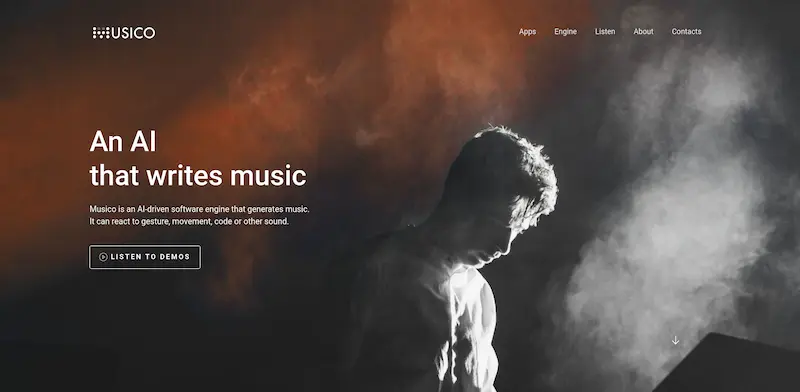 MUSICO
Apps Engine Listen About Contacts
An AI
that writes music
Musico is an AI-driven software engine that generates music.
It can react to gesture, movement, code or other sound.
LISTEN TO DEMOS